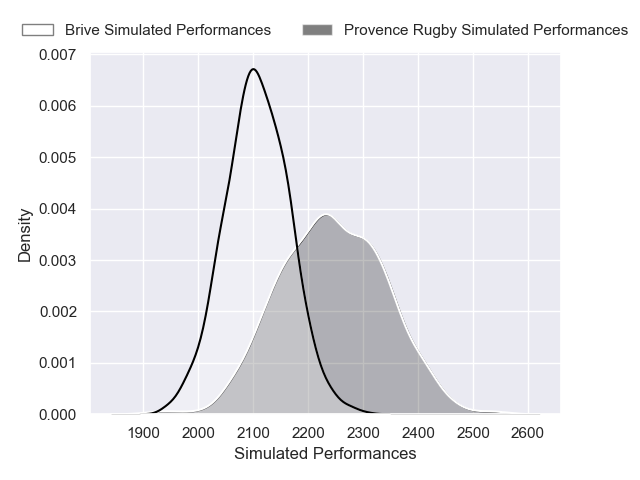 Brive Simulated Performances
Provence Rugby Simulated Performances
0.007
0.006
0.005
0.004
0.003
0.002
0.001
0.000
Density
1900 2000 2100 2200 2300 2400 2500 2600
Simulated Performances